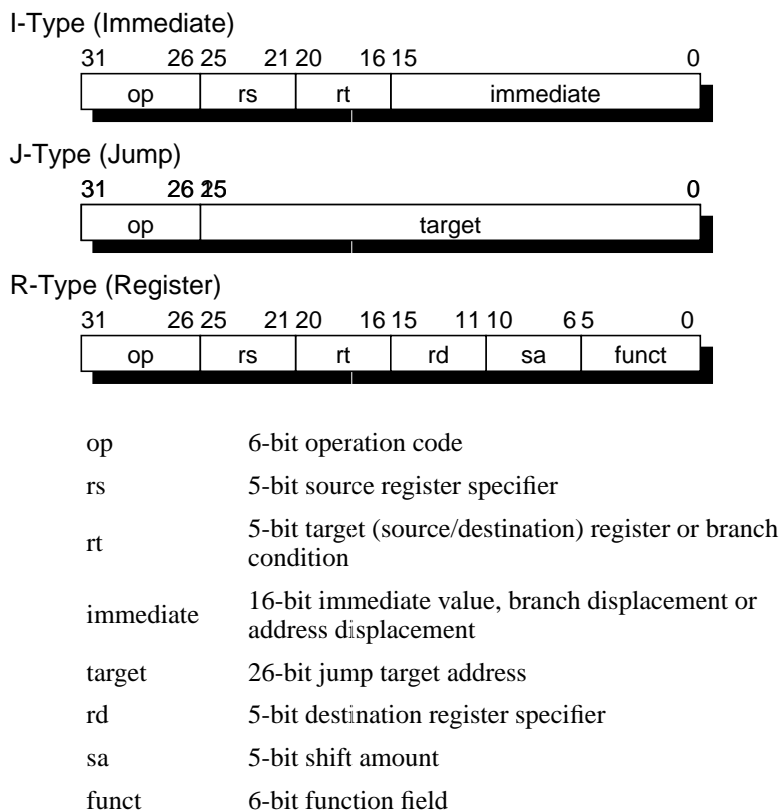 I-Type (Immediate)
31 26 25 21 20 16 15 0
op rs rt immediate
J-Type (Jump)
31 26 25 0
op target
R-Type (Register)
31 26 25 21 20 16 15 11 10 6 5 0
op rs rt rd sa funct
op 6-bit operation code
rs 5-bit source register specifier
rt 5-bit target (source/destination) register or branch
condition
immediate 16-bit immediate value, branch displacement or
address displacement
target 26-bit jump target address
rd 5-bit destination register specifier
sa 5-bit shift amount
funct 6-bit function field